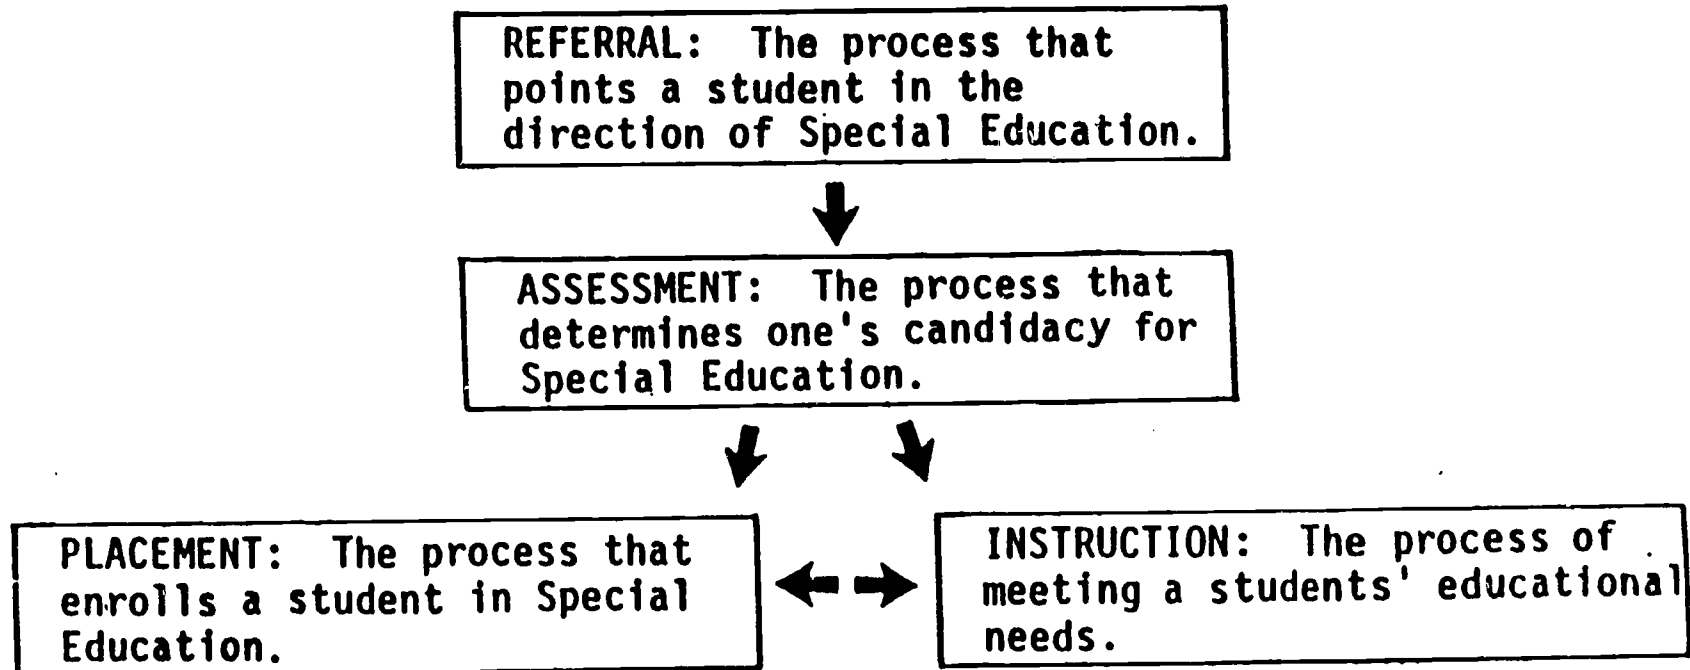 REFERRAL: The process that
points a student in the
direction of Special Education.
ASSESSMENT: The process that
determines one's candidacy for
Special Education.
PLACEMENT: The process that
enrolls a student in Special
Education.
INSTRUCTION: The process of
meeting a students' educational
needs.